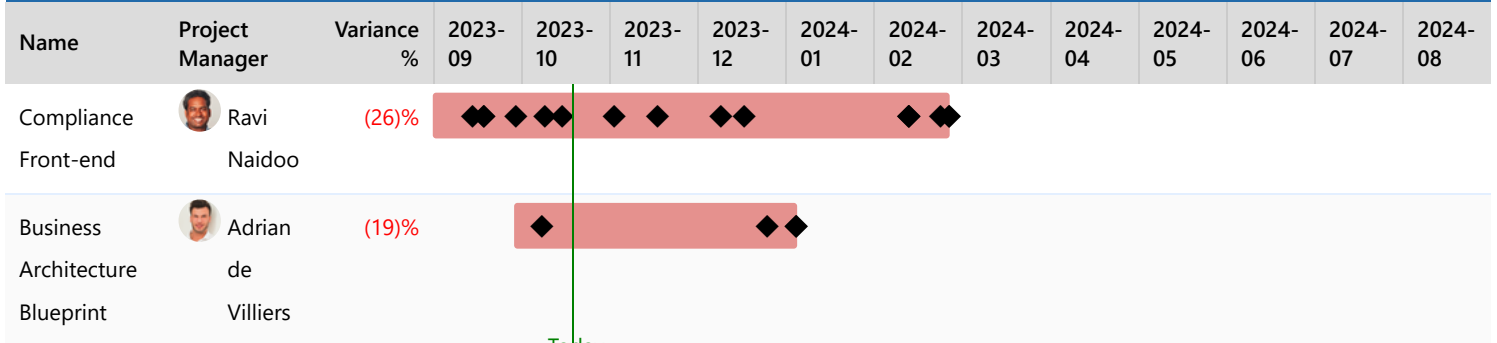 Name
Project Manager
Variance %
2023-09
2023-10
2023-11
2023-12
2024-01
2024-02
2024-03
2024-04
2024-05
2024-06
2024-07
2024-08
Compliance Front-end
Ravi Naidoo
(26)%
Business Architecture Blueprint
Adrian de Villiers
(19)%